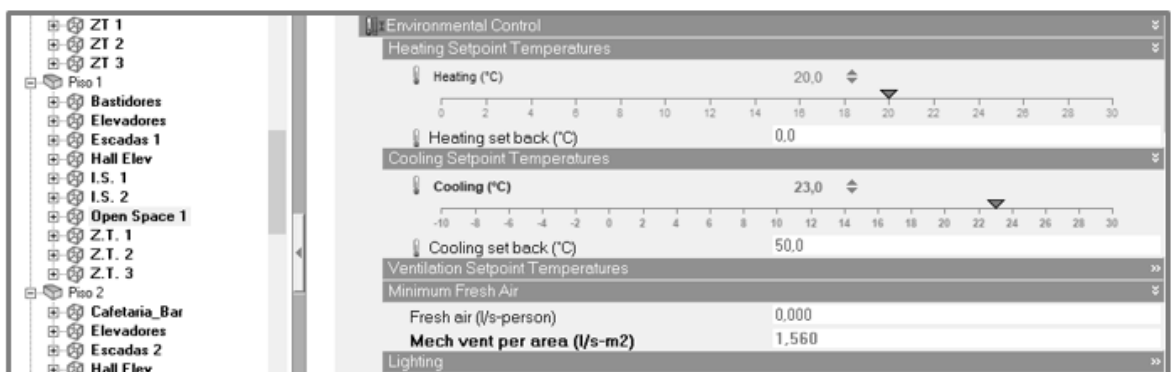 ZT 1
ZT 2
ZT 3
Piso 1
Bastidores
Elevadores
Escadas 1
Hall Elev
I.S. 1
I.S. 2
Open Space 1
Z.T. 1
Z.T. 2
Z.T. 3
Piso 2
Cafetaria_Bar
Elevadores
Escadas 2
Hall Elev
Environmental Control
Heating Setpoint Temperatures
Heating (°C) 20,0
0 2 4 6 8 10 12 14 16 18 20 22 24 26 28 30
Heating set back (°C) 0,0
Cooling Setpoint Temperatures
Cooling (°C) 23,0
-10 -8 -6 -4 -2 0 2 4 6 8 10 12 14 16 18 20 22 24 26 28 30
Cooling set back (°C) 50,0
Ventilation Setpoint Temperatures
Minimum Fresh Air
Fresh air (l/s-person) 0,000
Mech vent per area (l/s-m2) 1,560
Lighting